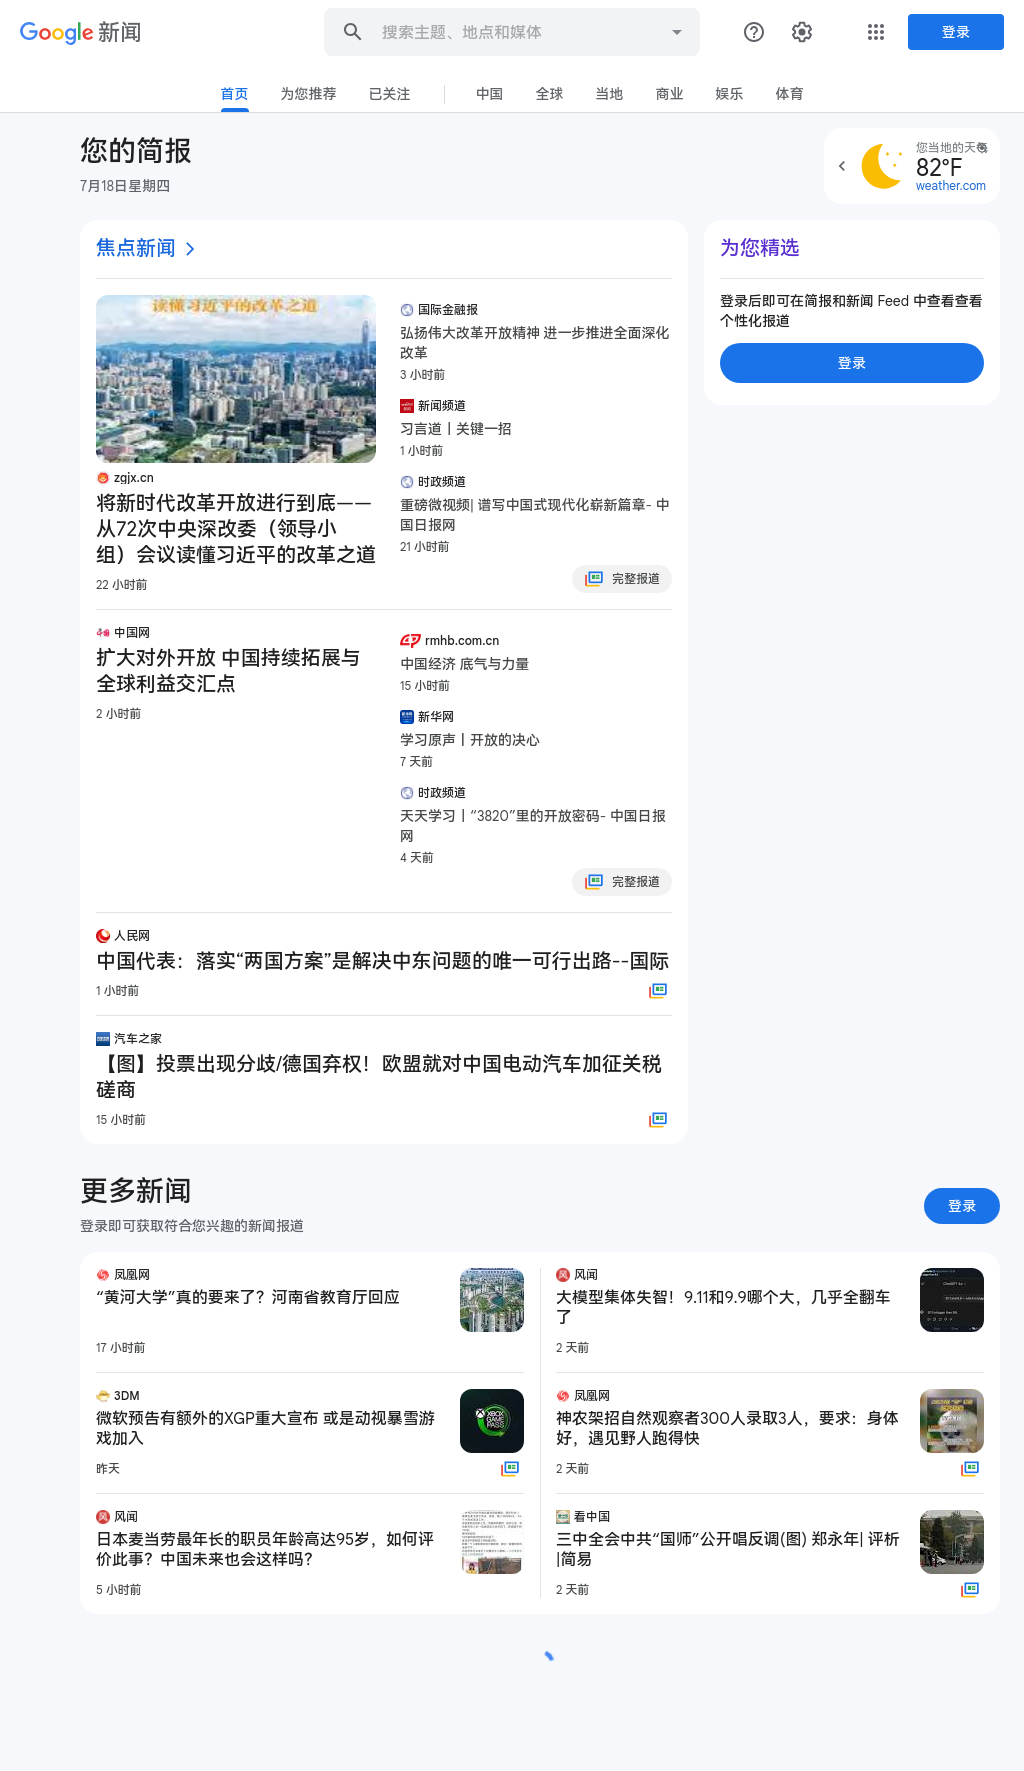 Google 新闻
搜索主题、地点和媒体
登录
首页
为您推荐
已关注
中国
全球
当地
商业
娱乐
体育
您的简报
7月18日星期四
您当地的天气
82°F
weather.com
焦点新闻
读懂习近平的改革之道
zgjx.cn
将新时代改革开放进行到底——
从72次中央深改委（领导小
组）会议读懂习近平的改革之道
22 小时前
国际金融报
弘扬伟大改革开放精神 进一步推进全面深化
改革
3 小时前
新闻频道
习言道丨关键一招
1 小时前
时政频道
重磅微视频| 谱写中国式现代化崭新篇章- 中
国日报网
21 小时前
完整报道
为您精选
登录后即可在简报和新闻 Feed 中查看查看
个性化报道
登录
中国网
扩大对外开放 中国持续拓展与
全球利益交汇点
2 小时前
rmhb.com.cn
中国经济 底气与力量
15 小时前
新华网
学习原声丨开放的决心
7 天前
时政频道
天天学习丨“3820”里的开放密码- 中国日报
网
4 天前
完整报道
人民网
中国代表：落实“两国方案”是解决中东问题的唯一可行出路--国际
1 小时前
汽车之家
【图】投票出现分歧/德国弃权！欧盟就对中国电动汽车加征关税
磋商
15 小时前
更多新闻
登录即可获取符合您兴趣的新闻报道
登录
凤凰网
“黄河大学”真的要来了？河南省教育厅回应
17 小时前
风闻
大模型集体失智！9.11和9.9哪个大，几乎全翻车
了
2 天前
3DM
微软预告有额外的XGP重大宣布 或是动视暴雪游
戏加入
昨天
XBOX
GAME
PASS
凤凰网
神农架招自然观察者300人录取3人，要求：身体
好，遇见野人跑得快
2 天前
风闻
日本麦当劳最年长的职员年龄高达95岁，如何评
价此事？中国未来也会这样吗？
5 小时前
看中国
三中全会中共“国师”公开唱反调(图) 郑永年| 评析
|简易
2 天前